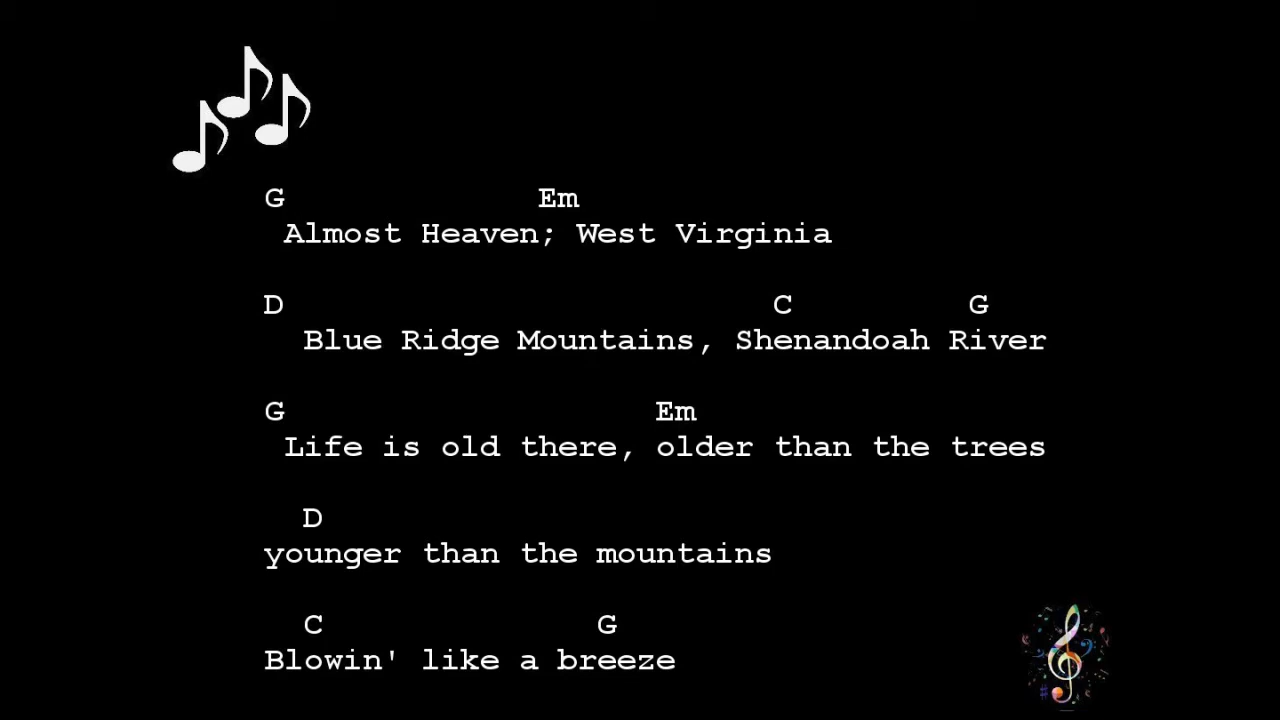 G             Em
 Almost Heaven; West Virginia
D                         C         G
  Blue Ridge Mountains, Shenandoah River
G                   Em
 Life is old there, older than the trees
  D
younger than the mountains
  C              G
Blowin' like a breeze